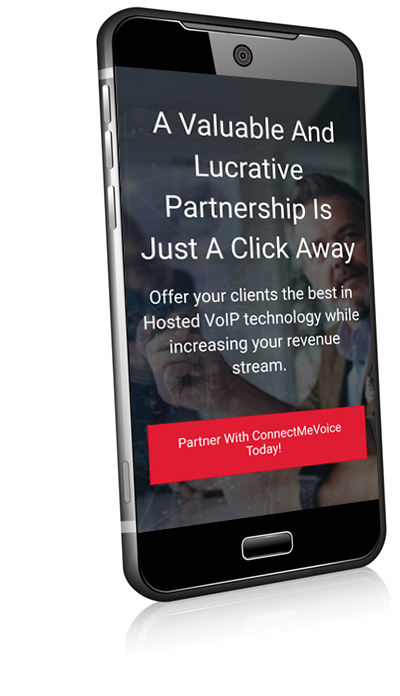 A Valuable And
Lucrative
Partnership Is
Just A Click Away
Offer your clients the best in
Hosted VoIP technology while
increasing your revenue
stream.
Partner With ConnectMeVoice
Today!